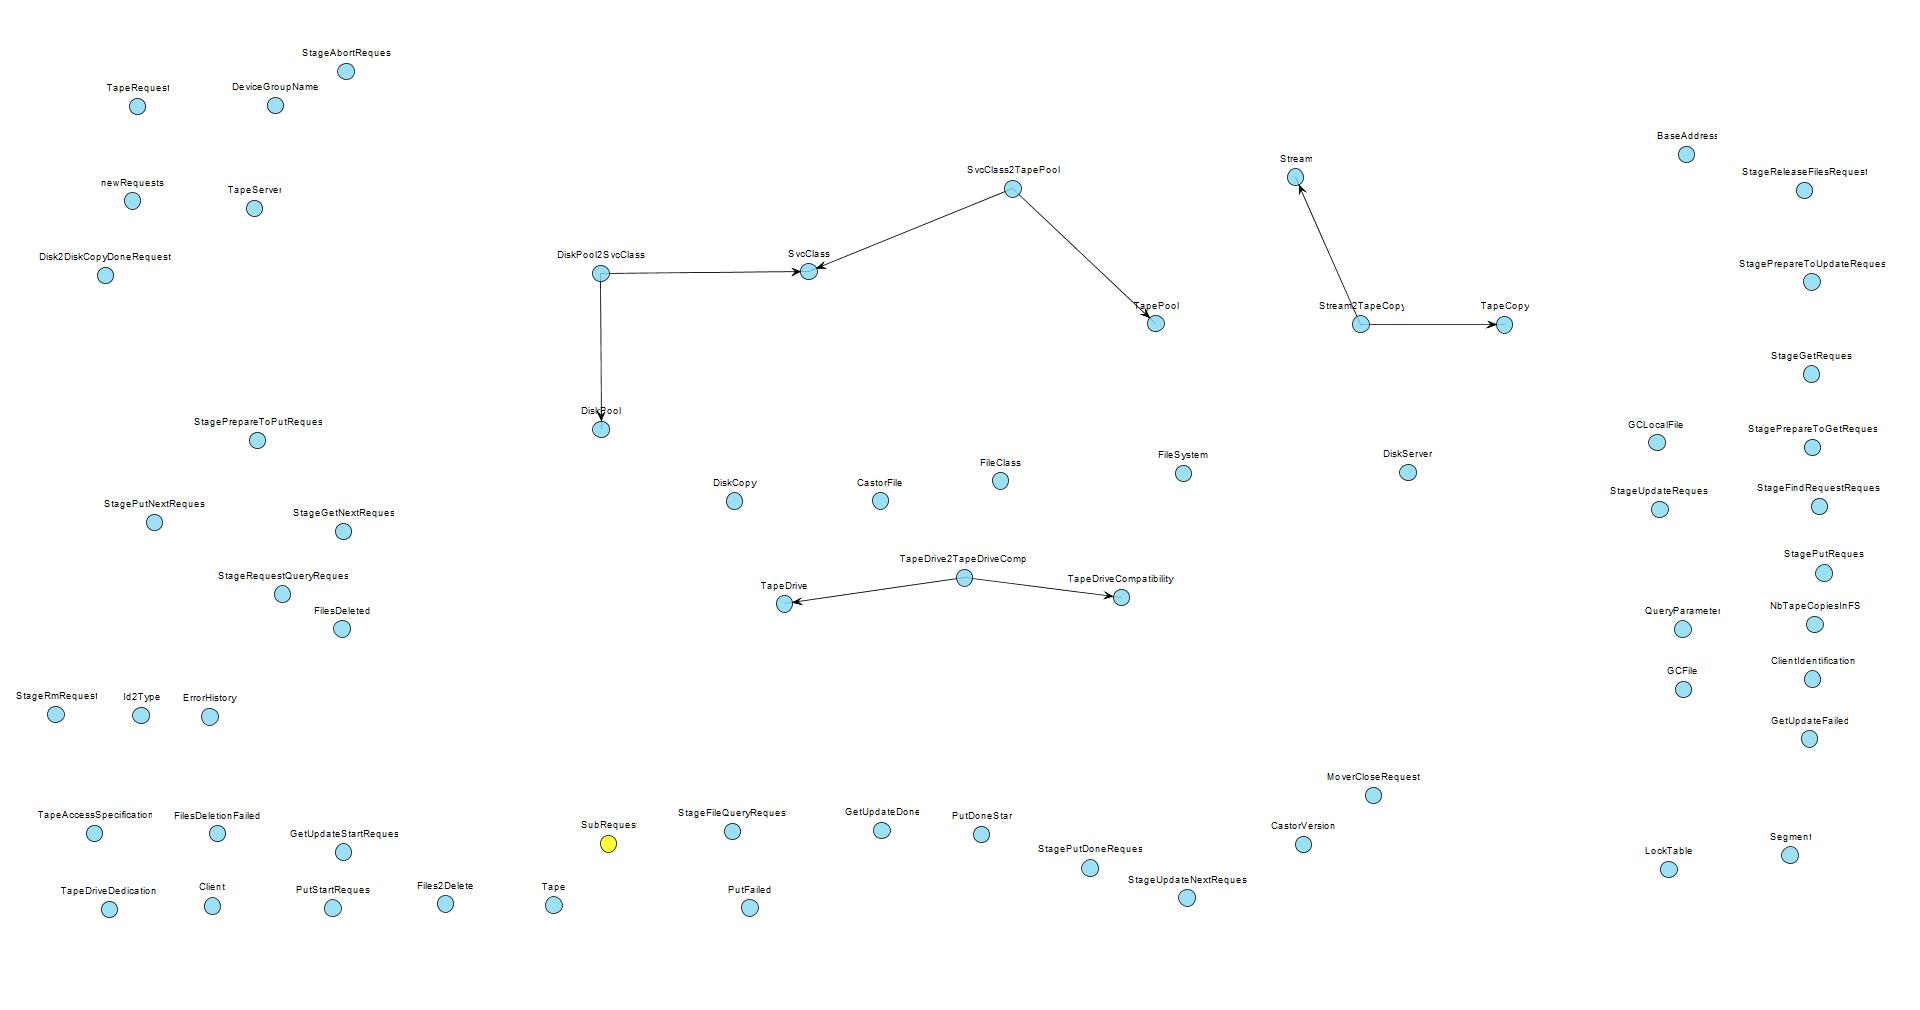 StageAbortReques
TapeRequest
DeviceGroupName
BaseAddress
Stream
SvcClass2TapePool
StageReleaseFilesRequest
newRequests
TapeServer
Disk2DiskCopyDoneRequest
DiskPool2SvcClass
SvcClass
StagePrepareToUpdateReques
TapePool
Stream2TapeCopy
TapeCopy
StageGetReques
DiskPool
StagePrepareToPutReques
GCLocalFile
StagePrepareToGetReques
FileClass
FileSystem
DiskServer
DiskCopy
CastorFile
StageUpdateReques
StageFindRequestReques
StagePutNextReques
StageGetNextReques
StagePutReques
TapeDrive2TapeDriveComp
StageRequestQueryReques
TapeDrive
TapeDriveCompatibility
FilesDeleted
QueryParameter
NbTapeCopiesInFS
GCFile
ClientIdentification
StageRmRequest
Id2Type
ErrorHistory
GetUpdateFailed
MoverCloseRequest
TapeAccessSpecification
FilesDeletionFailed
GetUpdateStartReques
SubReques
StageFileQueryReques
GetUpdateDone
PutDoneStar
CastorVersion
StagePutDoneReques
LockTable
Segment
TapeDriveDedication
Client
PutStartReques
Files2Delete
Tape
PutFailed
StageUpdateNextReques